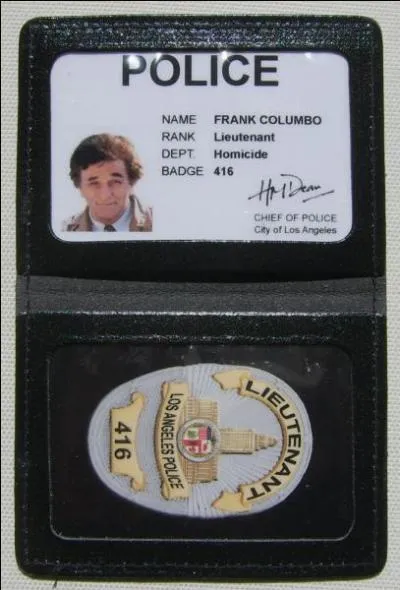 POLICE
NAME FRANK COLUMBO
RANK Lieutenant
DEPT. Homicide
BADGE 416
CHIEF OF POLICE
City of Los Angeles
LIEUTENANT
LOS ANGELES POLICE
416